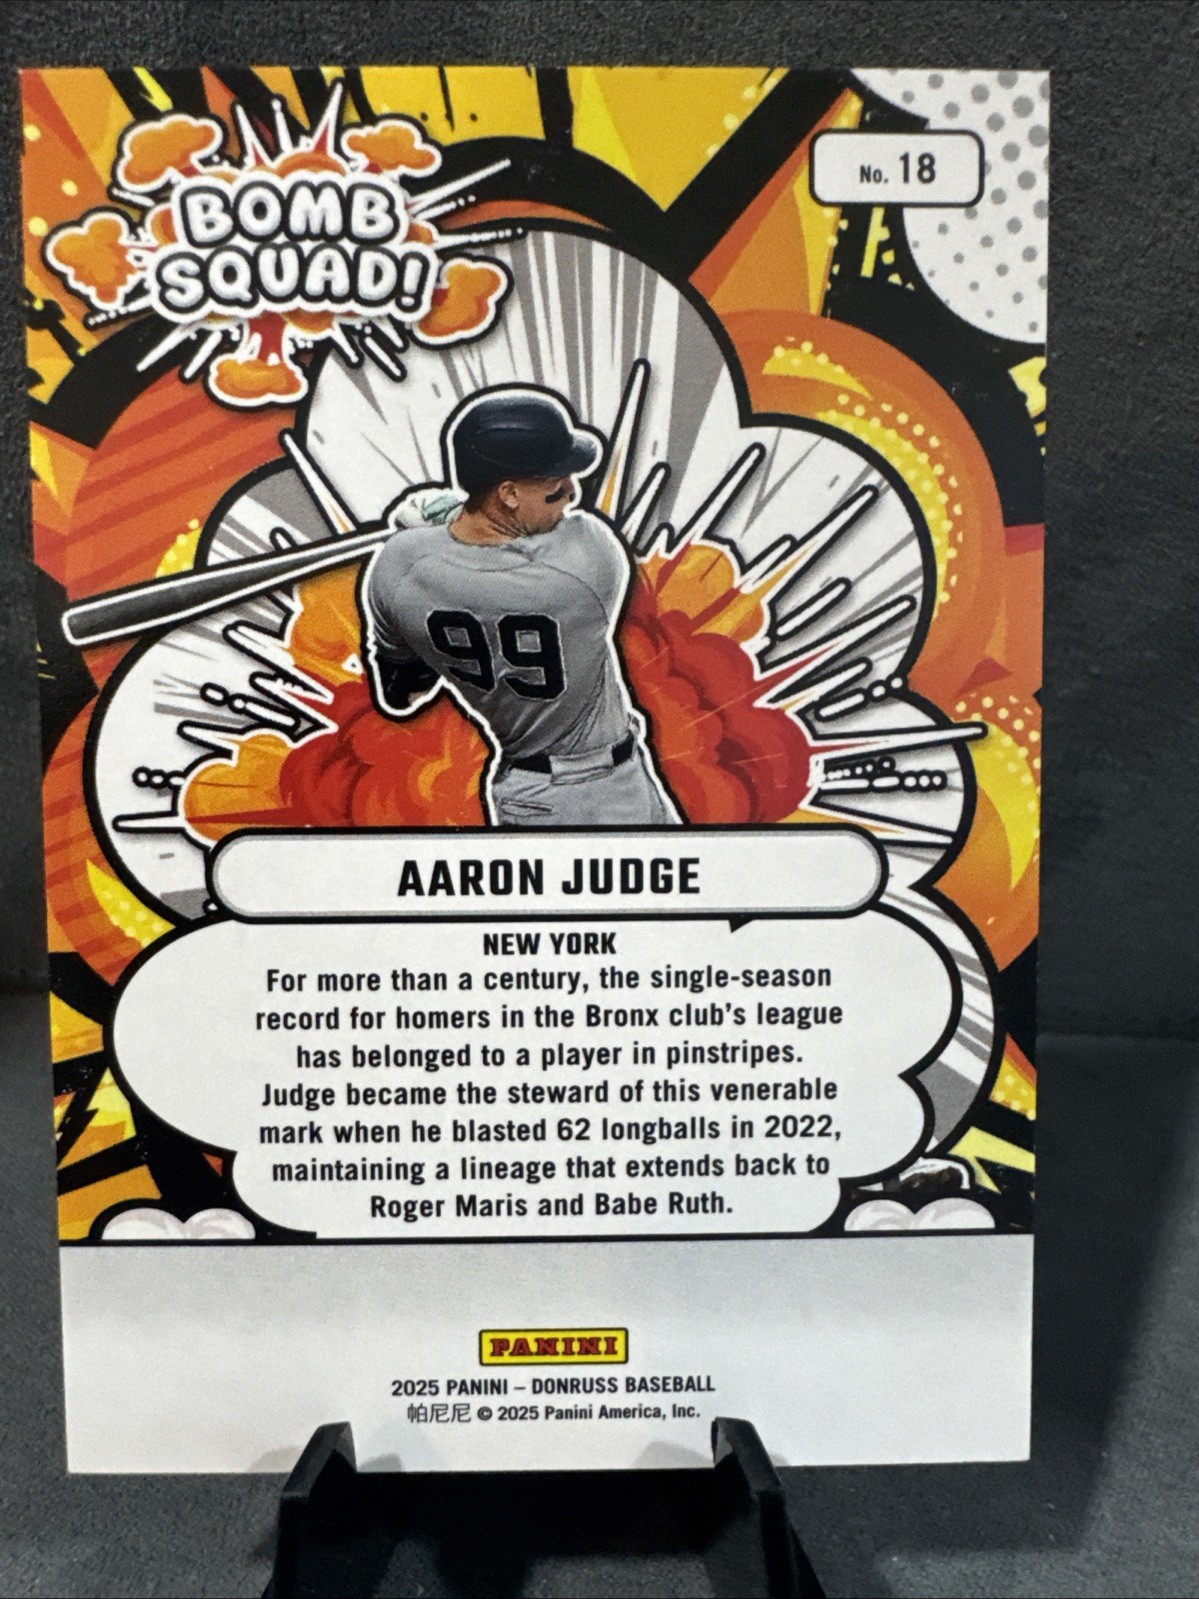 BOMB
SQUAD!
No. 18
99
AARON JUDGE
NEW YORK
For more than a century, the single-season
record for homers in the Bronx club's league
has belonged to a player in pinstripes.
Judge became the steward of this venerable
mark when he blasted 62 longballs in 2022,
maintaining a lineage that extends back to
Roger Maris and Babe Ruth.
PANINI
2025 PANINI – DONRUSS BASEBALL
帕尼尼 © 2025 Panini America, Inc.